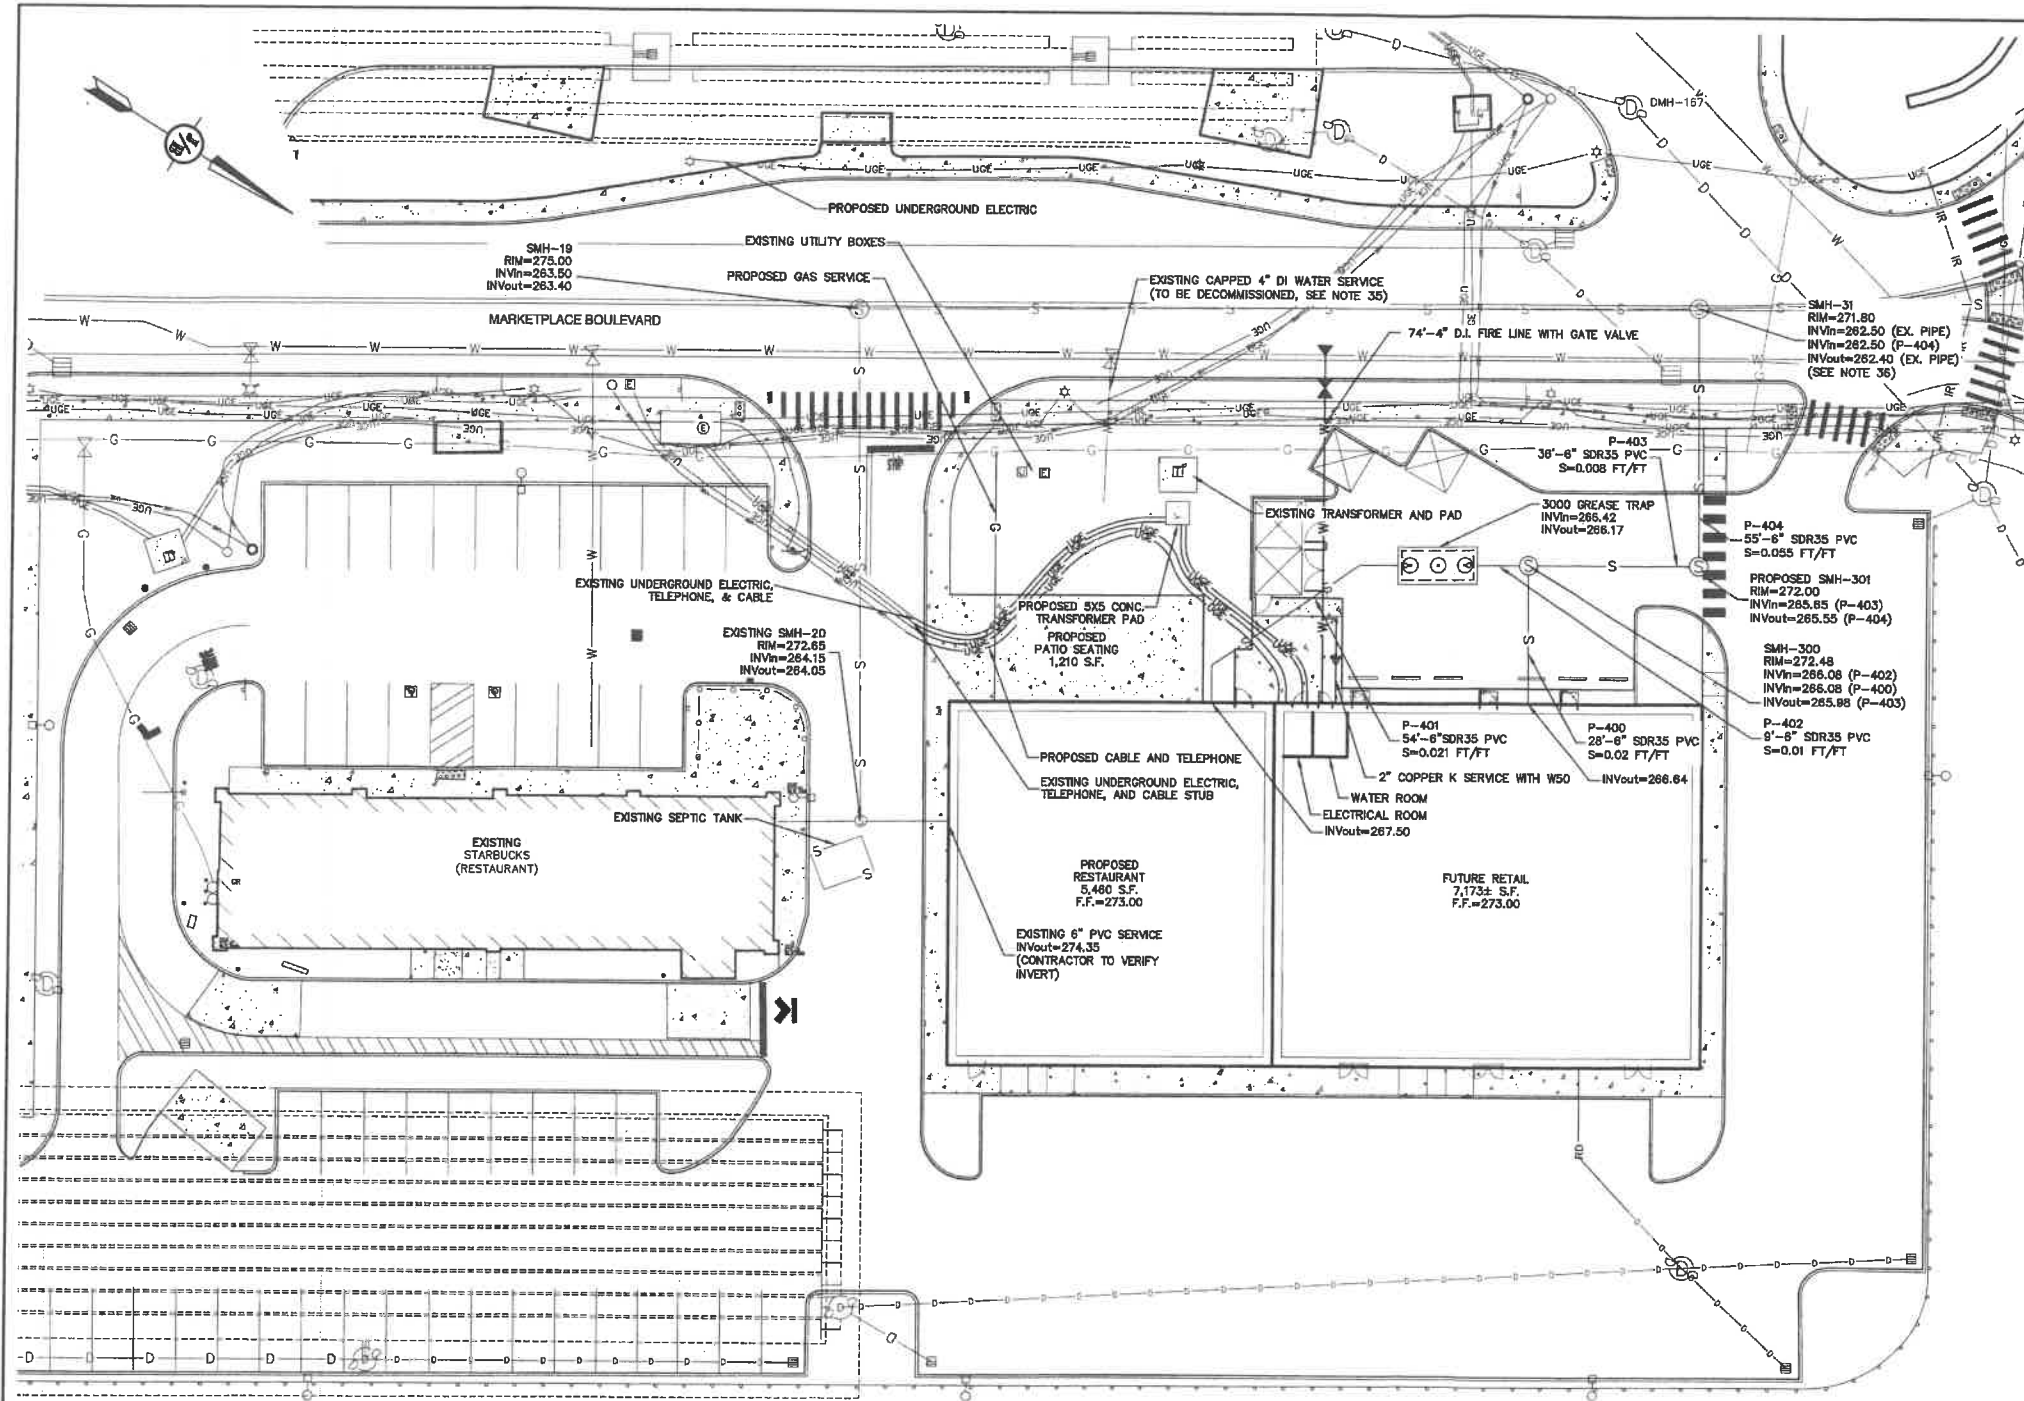 DMH-167
PROPOSED UNDERGROUND ELECTRIC
SMH-19
RIM=275.00
INVin=263.50
INVout=263.40
EXISTING UTILITY BOXES
PROPOSED GAS SERVICE
EXISTING CAPPED 4" DI WATER SERVICE
(TO BE DECOMMISSIONED, SEE NOTE 35)
MARKETPLACE BOULEVARD
74'-4" D.I. FIRE LINE WITH GATE VALVE
SMH-31
RIM=271.80
INVin=262.50 (EX. PIPE)
INVin=262.50 (P-404)
INVout=262.40 (EX. PIPE)
(SEE NOTE 36)
P-403
36'-6" SDR35 PVC
S=0.008 FT/FT
3000 GREASE TRAP
INVin=266.42
INVout=266.17
EXISTING TRANSFORMER AND PAD
P-404
55'-6" SDR35 PVC
S=0.055 FT/FT
PROPOSED SMH-301
RIM=272.00
INVin=265.65 (P-403)
INVout=265.55 (P-404)
SMH-300
RIM=272.48
INVin=266.08 (P-402)
INVin=266.08 (P-400)
INVout=265.98 (P-403)
P-402
9'-6" SDR35 PVC
S=0.01 FT/FT
EXISTING UNDERGROUND ELECTRIC,
TELEPHONE, & CABLE
PROPOSED 5X5 CONC.
TRANSFORMER PAD
PROPOSED
PATIO SEATING
1,210 S.F.
EXISTING SMH-20
RIM=272.65
INVin=264.15
INVout=264.05
P-401
54'-6" SDR35 PVC
S=0.021 FT/FT
P-400
28'-6" SDR35 PVC
S=0.02 FT/FT
INVout=266.64
PROPOSED CABLE AND TELEPHONE
EXISTING UNDERGROUND ELECTRIC,
TELEPHONE, AND CABLE STUB
2" COPPER K SERVICE WITH W50
WATER ROOM
ELECTRICAL ROOM
INVout=267.50
EXISTING SEPTIC TANK
EXISTING
STARBUCKS
(RESTAURANT)
PROPOSED
RESTAURANT
5,460 S.F.
F.F.=273.00
FUTURE RETAIL
7,173± S.F.
F.F.=273.00
EXISTING 6" PVC SERVICE
INVout=274.35
(CONTRACTOR TO VERIFY
INVERT)